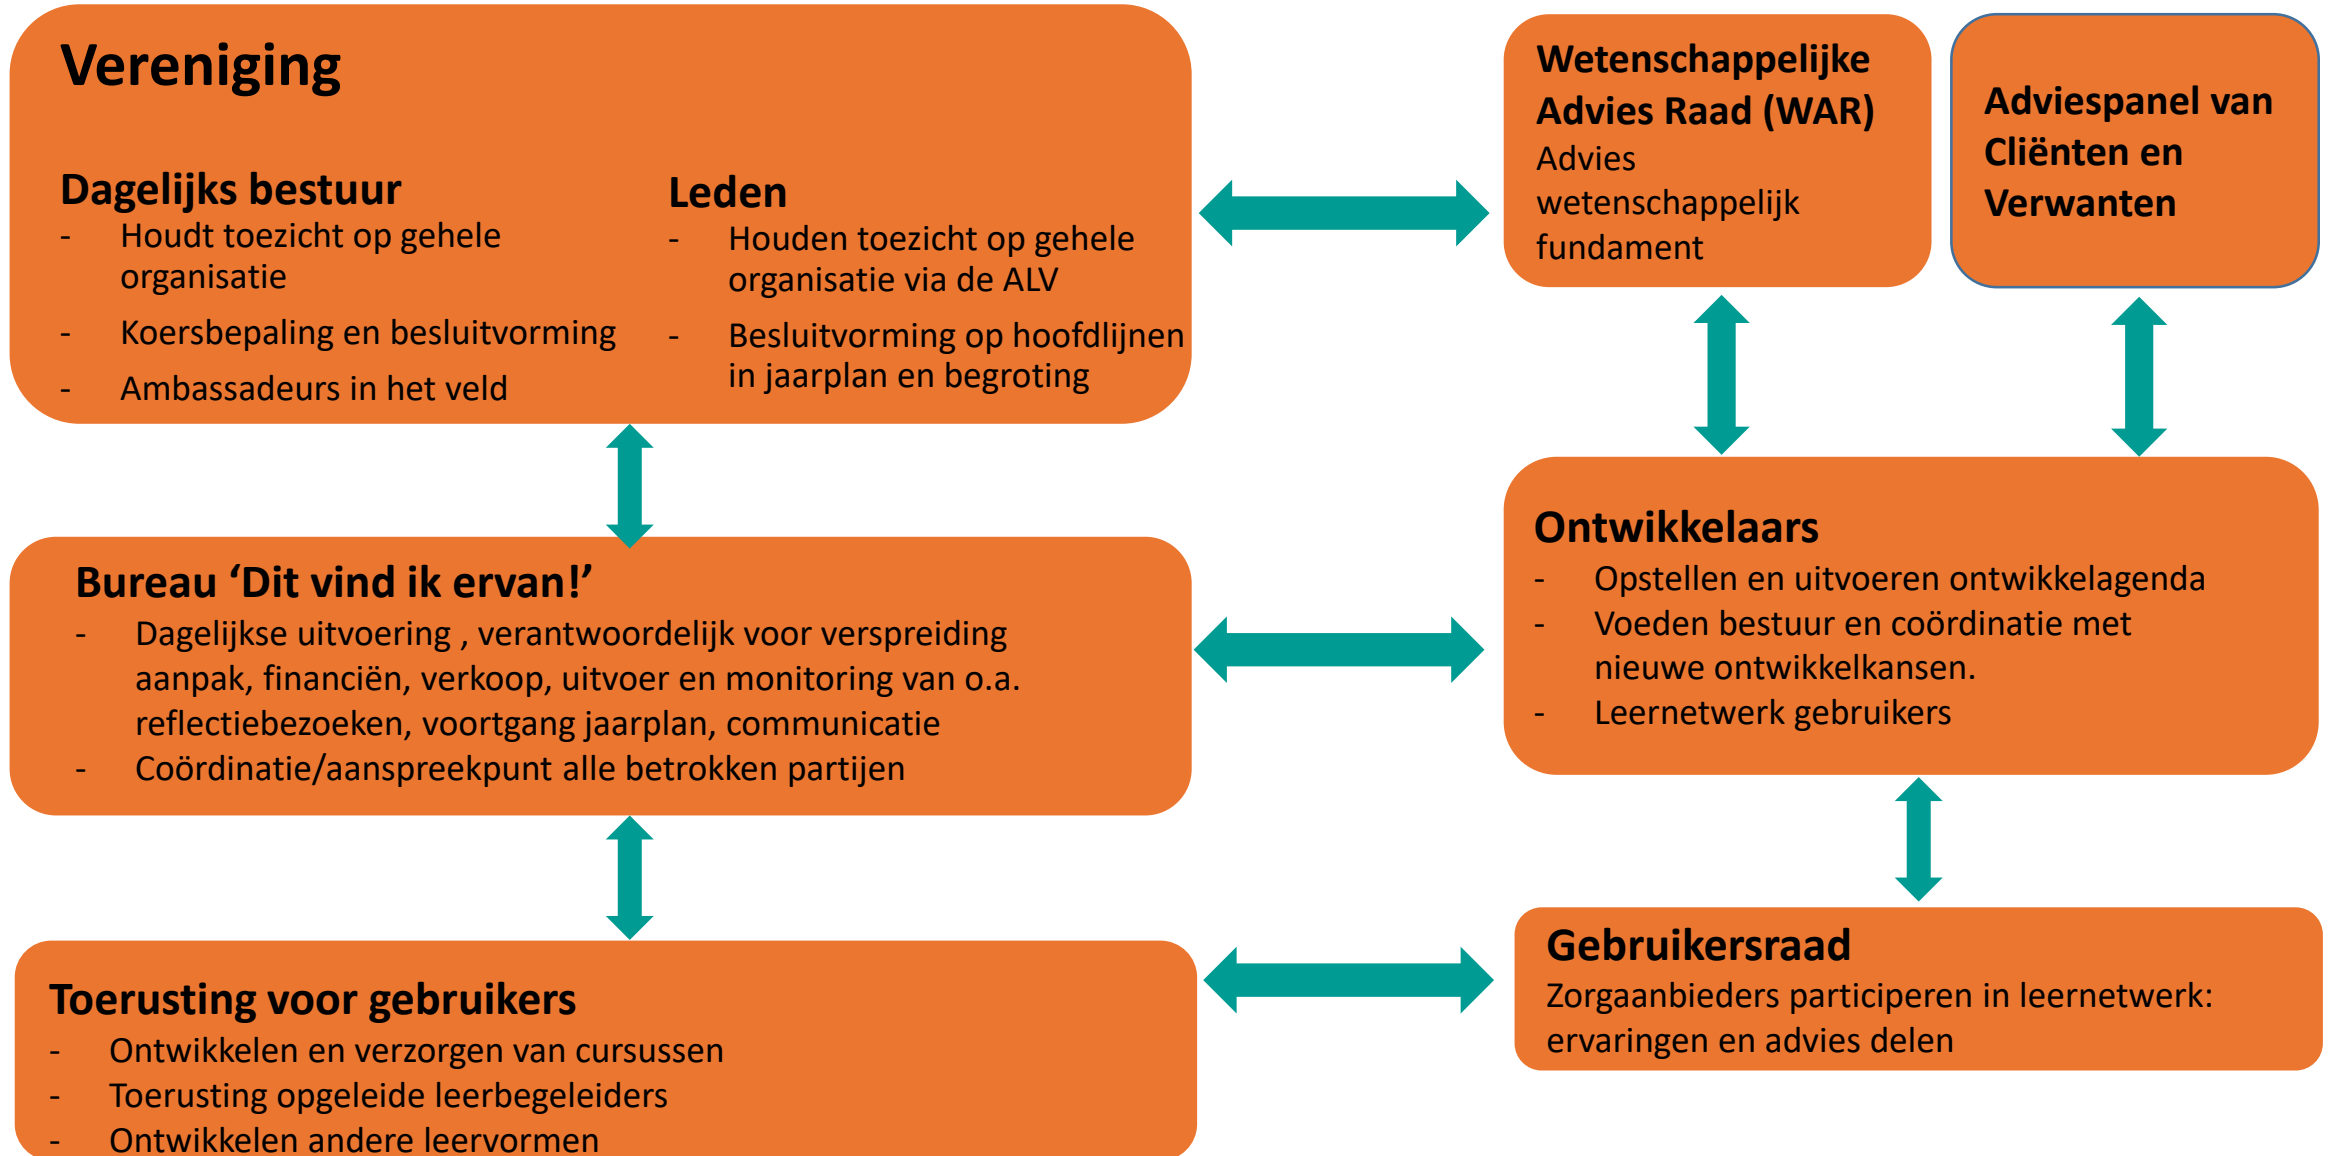 Vereniging
Dagelijks bestuur
- Houdt toezicht op gehele
organisatie
- Koersbepaling en besluitvorming
- Ambassadeurs in het veld
Leden
- Houden toezicht op gehele
organisatie via de ALV
- Besluitvorming op hoofdlijnen
in jaarplan en begroting
Wetenschappelijke
Advies Raad (WAR)
Advies
wetenschappelijk
fundament
Adviespanel van
Cliënten en
Verwanten
Bureau ‘Dit vind ik ervan!’
- Dagelijkse uitvoering , verantwoordelijk voor verspreiding
aanpak, financiën, verkoop, uitvoer en monitoring van o.a.
reflectiebezoeken, voortgang jaarplan, communicatie
- Coördinatie/aanspreekpunt alle betrokken partijen
Ontwikkelaars
- Opstellen en uitvoeren ontwikkelagenda
- Voeden bestuur en coördinatie met
nieuwe ontwikkelkansen.
- Leernetwerk gebruikers
Toerusting voor gebruikers
- Ontwikkelen en verzorgen van cursussen
- Toerusting opgeleide leerbegeleiders
- Ontwikkelen andere leervormen
Gebruikersraad
Zorgaanbieders participeren in leernetwerk:
ervaringen en advies delen